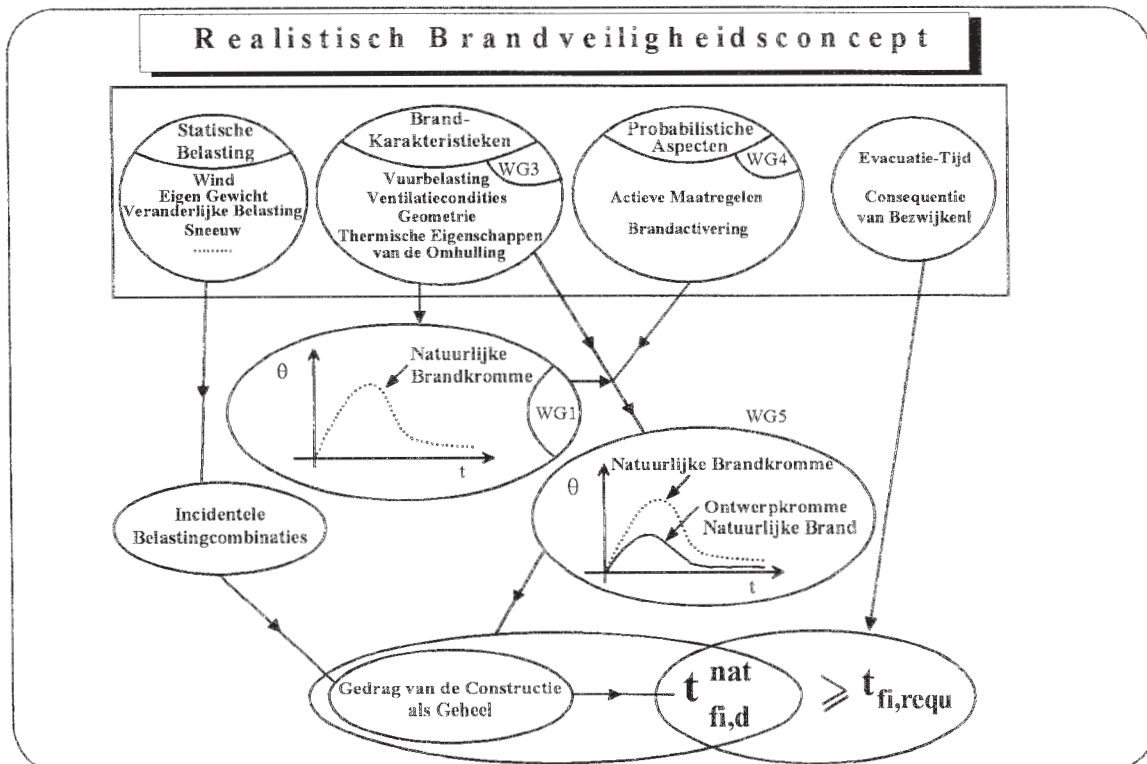 Realistisch Brandveiligheidsconcept
Statische
Belasting
Wind
Eigen Gewicht
Veranderlijke Belasting
Sneeuw
.........
Brand-
Karakteristieken
WG3
Vuurbelasting
Ventilatiecondities
Geometrie
Thermische Eigenschappen
van de Omhulling
Probabilistiche
Aspecten
WG4
Actieve Maatregelen
Brandactivering
Evacuatie-Tijd
Consequentie
van Bezwijken!
θ
Natuurlijke
Brandkromme
WG1
t
WG5
Natuurlijke Brandkromme
θ
Ontwerpkromme
Natuurlijke Brand
t
Incidentele
Belastingcombinaties
Gedrag van de Constructie
als Geheel
t nat fi,d ⩾ t fi,requ